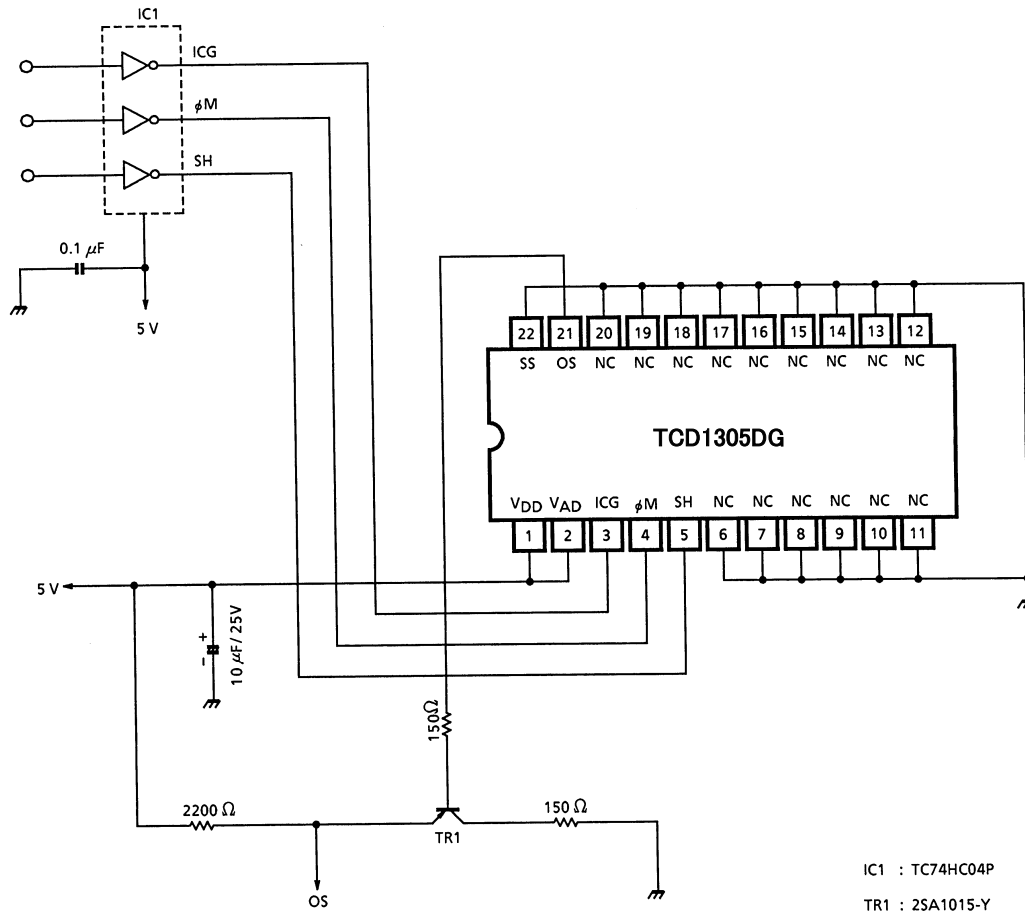 IC1
ICG
ϕM
SH
0.1 μF
5 V
22 21 20 19 18 17 16 15 14 13 12
SS OS NC NC NC NC NC NC NC NC NC
TCD1305DG
VDD VAD ICG ϕM SH NC NC NC NC NC NC
1 2 3 4 5 6 7 8 9 10 11
5 V
+
-
10 μF/25V
150Ω
2200 Ω
150 Ω
TR1
OS
IC1 : TC74HC04P
TR1 : 2SA1015-Y